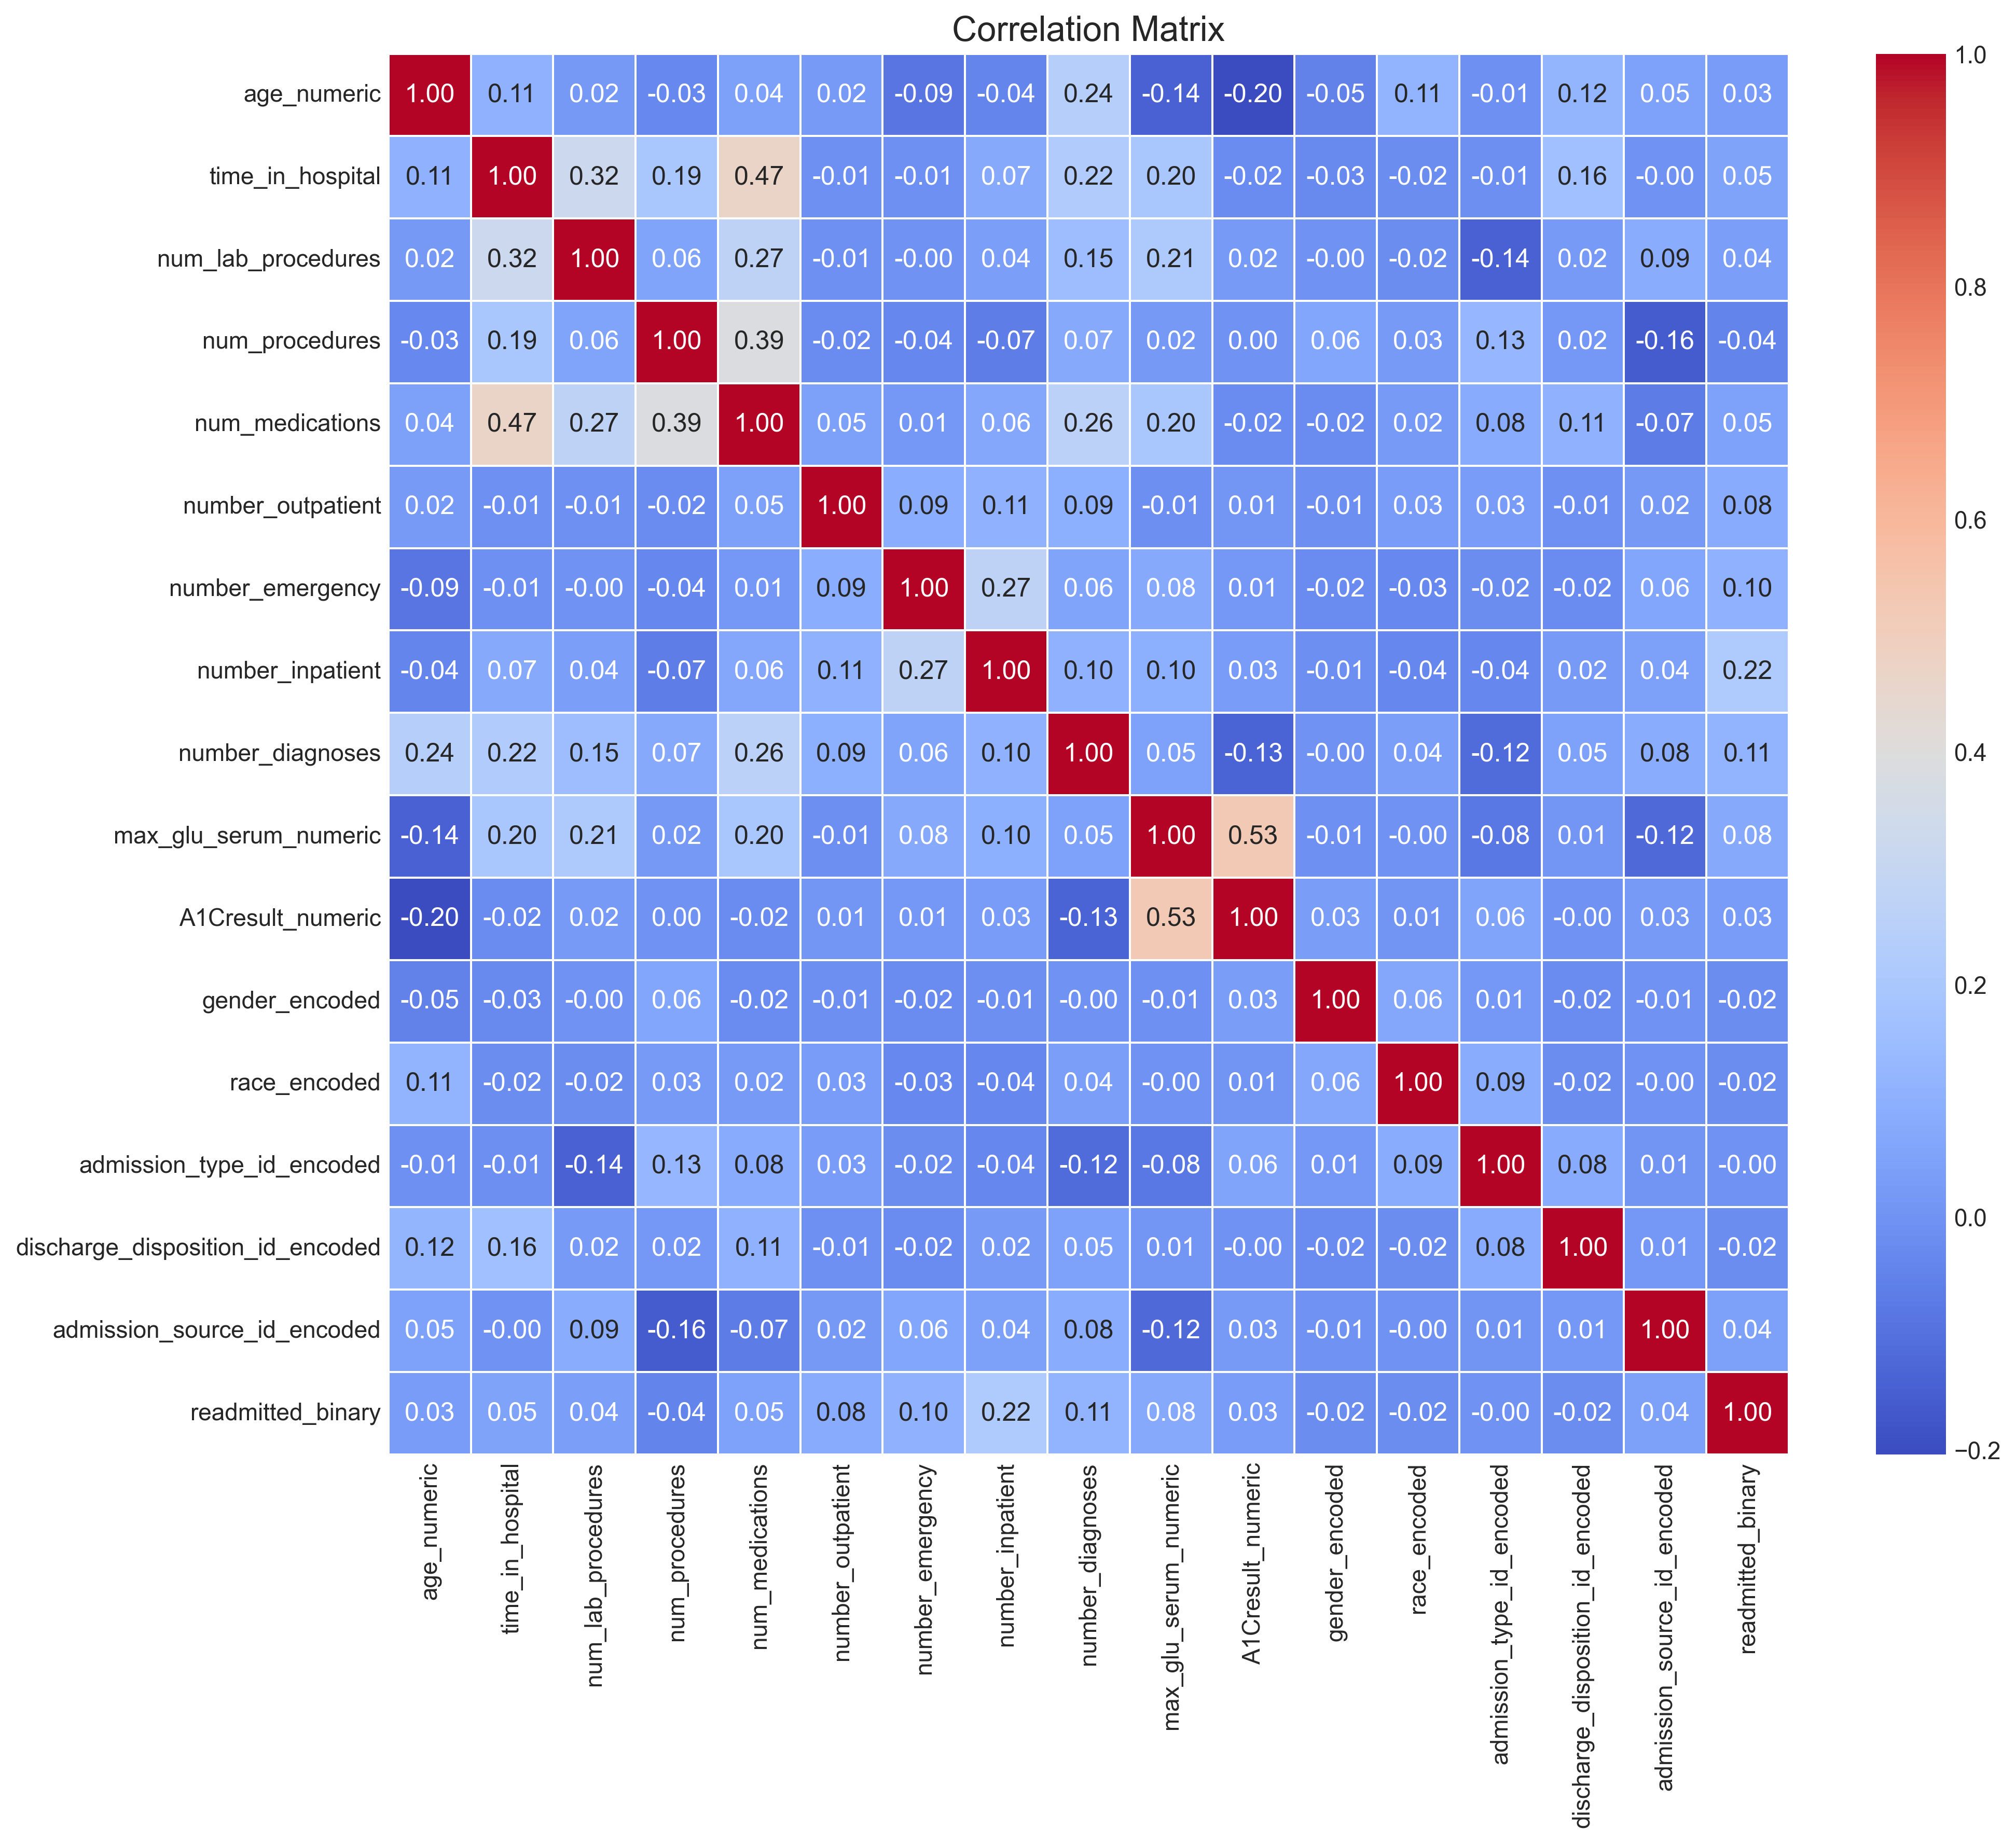 Correlation Matrix
age_numeric 1.00 0.11 0.02 -0.03 0.04 0.02 -0.09 -0.04 0.24 -0.14 -0.20 -0.05 0.11 -0.01 0.12 0.05 0.03
time_in_hospital 0.11 1.00 0.32 0.19 0.47 -0.01 -0.01 0.07 0.22 0.20 -0.02 -0.03 -0.02 -0.01 0.16 -0.00 0.05
num_lab_procedures 0.02 0.32 1.00 0.06 0.27 -0.01 -0.00 0.04 0.15 0.21 0.02 -0.00 -0.02 -0.14 0.02 0.09 0.04
num_procedures -0.03 0.19 0.06 1.00 0.39 -0.02 -0.04 -0.07 0.07 0.02 0.00 0.06 0.03 0.13 0.02 -0.16 -0.04
num_medications 0.04 0.47 0.27 0.39 1.00 0.05 0.01 0.06 0.26 0.20 -0.02 -0.02 0.02 0.08 0.11 -0.07 0.05
number_outpatient 0.02 -0.01 -0.01 -0.02 0.05 1.00 0.09 0.11 0.09 -0.01 0.01 -0.01 0.03 0.03 -0.01 0.02 0.08
number_emergency -0.09 -0.01 -0.00 -0.04 0.01 0.09 1.00 0.27 0.06 0.08 0.01 -0.02 -0.03 -0.02 -0.02 0.06 0.10
number_inpatient -0.04 0.07 0.04 -0.07 0.06 0.11 0.27 1.00 0.10 0.10 0.03 -0.01 -0.04 -0.04 0.02 0.04 0.22
number_diagnoses 0.24 0.22 0.15 0.07 0.26 0.09 0.06 0.10 1.00 0.05 -0.13 -0.00 0.04 -0.12 0.05 0.08 0.11
max_glu_serum_numeric -0.14 0.20 0.21 0.02 0.20 -0.01 0.08 0.10 0.05 1.00 0.53 -0.01 -0.00 -0.08 0.01 -0.12 0.08
A1Cresult_numeric -0.20 -0.02 0.02 0.00 -0.02 0.01 0.01 0.03 -0.13 0.53 1.00 0.03 0.01 0.06 -0.00 0.03 0.03
gender_encoded -0.05 -0.03 -0.00 0.06 -0.02 -0.01 -0.02 -0.01 -0.00 -0.01 0.03 1.00 0.06 0.01 -0.02 -0.01 -0.02
race_encoded 0.11 -0.02 -0.02 0.03 0.02 0.03 -0.03 -0.04 0.04 -0.00 0.01 0.06 1.00 0.09 -0.02 -0.00 -0.02
admission_type_id_encoded -0.01 -0.01 -0.14 0.13 0.08 0.03 -0.02 -0.04 -0.12 -0.08 0.06 0.01 0.09 1.00 0.08 0.01 -0.00
discharge_disposition_id_encoded 0.12 0.16 0.02 0.02 0.11 -0.01 -0.02 0.02 0.05 0.01 -0.00 -0.02 -0.02 0.08 1.00 0.01 -0.02
admission_source_id_encoded 0.05 -0.00 0.09 -0.16 -0.07 0.02 0.06 0.04 0.08 -0.12 0.03 -0.01 -0.00 0.01 0.01 1.00 0.04
readmitted_binary 0.03 0.05 0.04 -0.04 0.05 0.08 0.10 0.22 0.11 0.08 0.03 -0.02 -0.02 -0.00 -0.02 0.04 1.00
age_numeric
time_in_hospital
num_lab_procedures
num_procedures
num_medications
number_outpatient
number_emergency
number_inpatient
number_diagnoses
max_glu_serum_numeric
A1Cresult_numeric
gender_encoded
race_encoded
admission_type_id_encoded
discharge_disposition_id_encoded
admission_source_id_encoded
readmitted_binary
1.0
0.8
0.6
0.4
0.2
0.0
−0.2